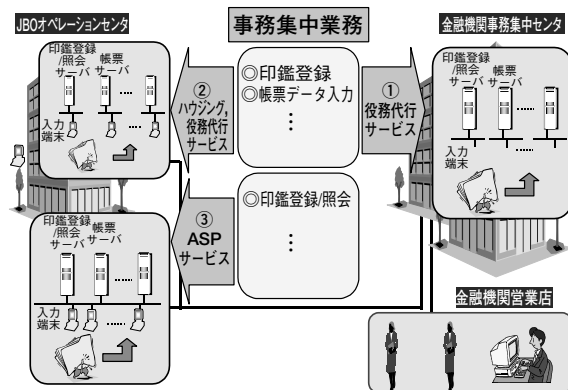 JBOオペレーションセンタ
事務集中業務
金融機関事務集中センタ
印鑑登録
/照会
サーバ
帳票
サーバ
‥‥
入力
端末
②
ハウジング,
役務代行
サービス
◎印鑑登録
◎帳票データ入力
⋮
①
役務代行
サービス
印鑑登録
/照会
サーバ
帳票
サーバ
‥‥
入力
端末
印鑑登録
/照会
サーバ
帳票
サーバ
‥‥
入力
端末
‥‥
③
ASP
サービス
◎印鑑登録/照会
⋮
金融機関営業店